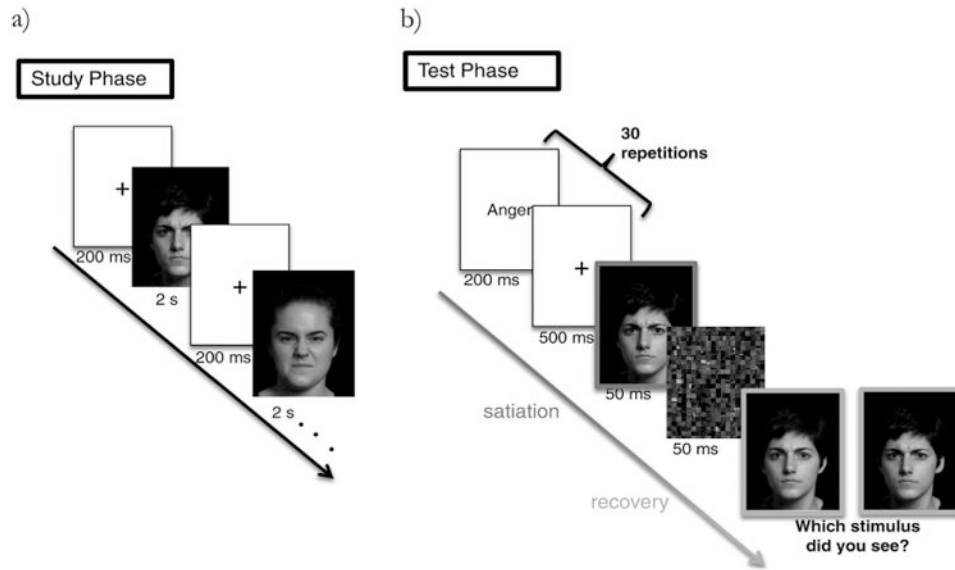 a)
Study Phase
+
200 ms
2 s
+
200 ms
2 s
b)
Test Phase
30
repetitions
Anger
200 ms
+
500 ms
50 ms
50 ms
satiation
recovery
Which stimulus
did you see?